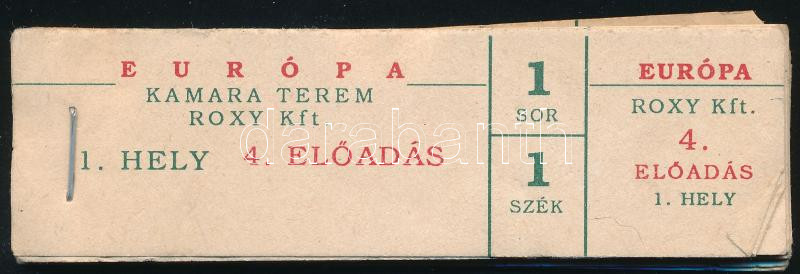 EURÓPA
KAMARA TEREM
ROXY Kft
1. HELY 4. ELŐADÁS
1
SOR
1
SZÉK
EURÓPA
ROXY Kft.
4.
ELŐADÁS
1. HELY
darabanth